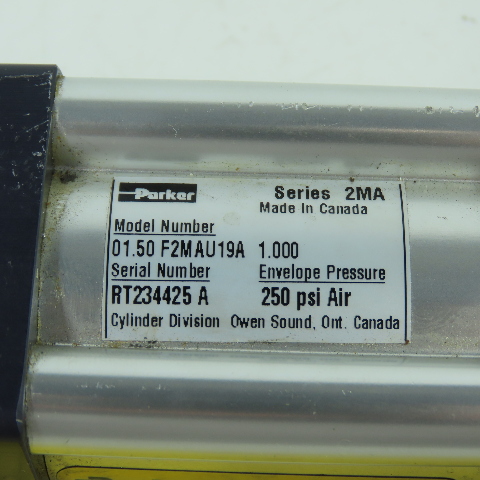 Parker
Series 2MA
Made In Canada
Model Number
01.50 F2MAU19A 1.000
Serial Number Envelope Pressure
RT234425 A 250 psi Air
Cylinder Division Owen Sound, Ont. Canada